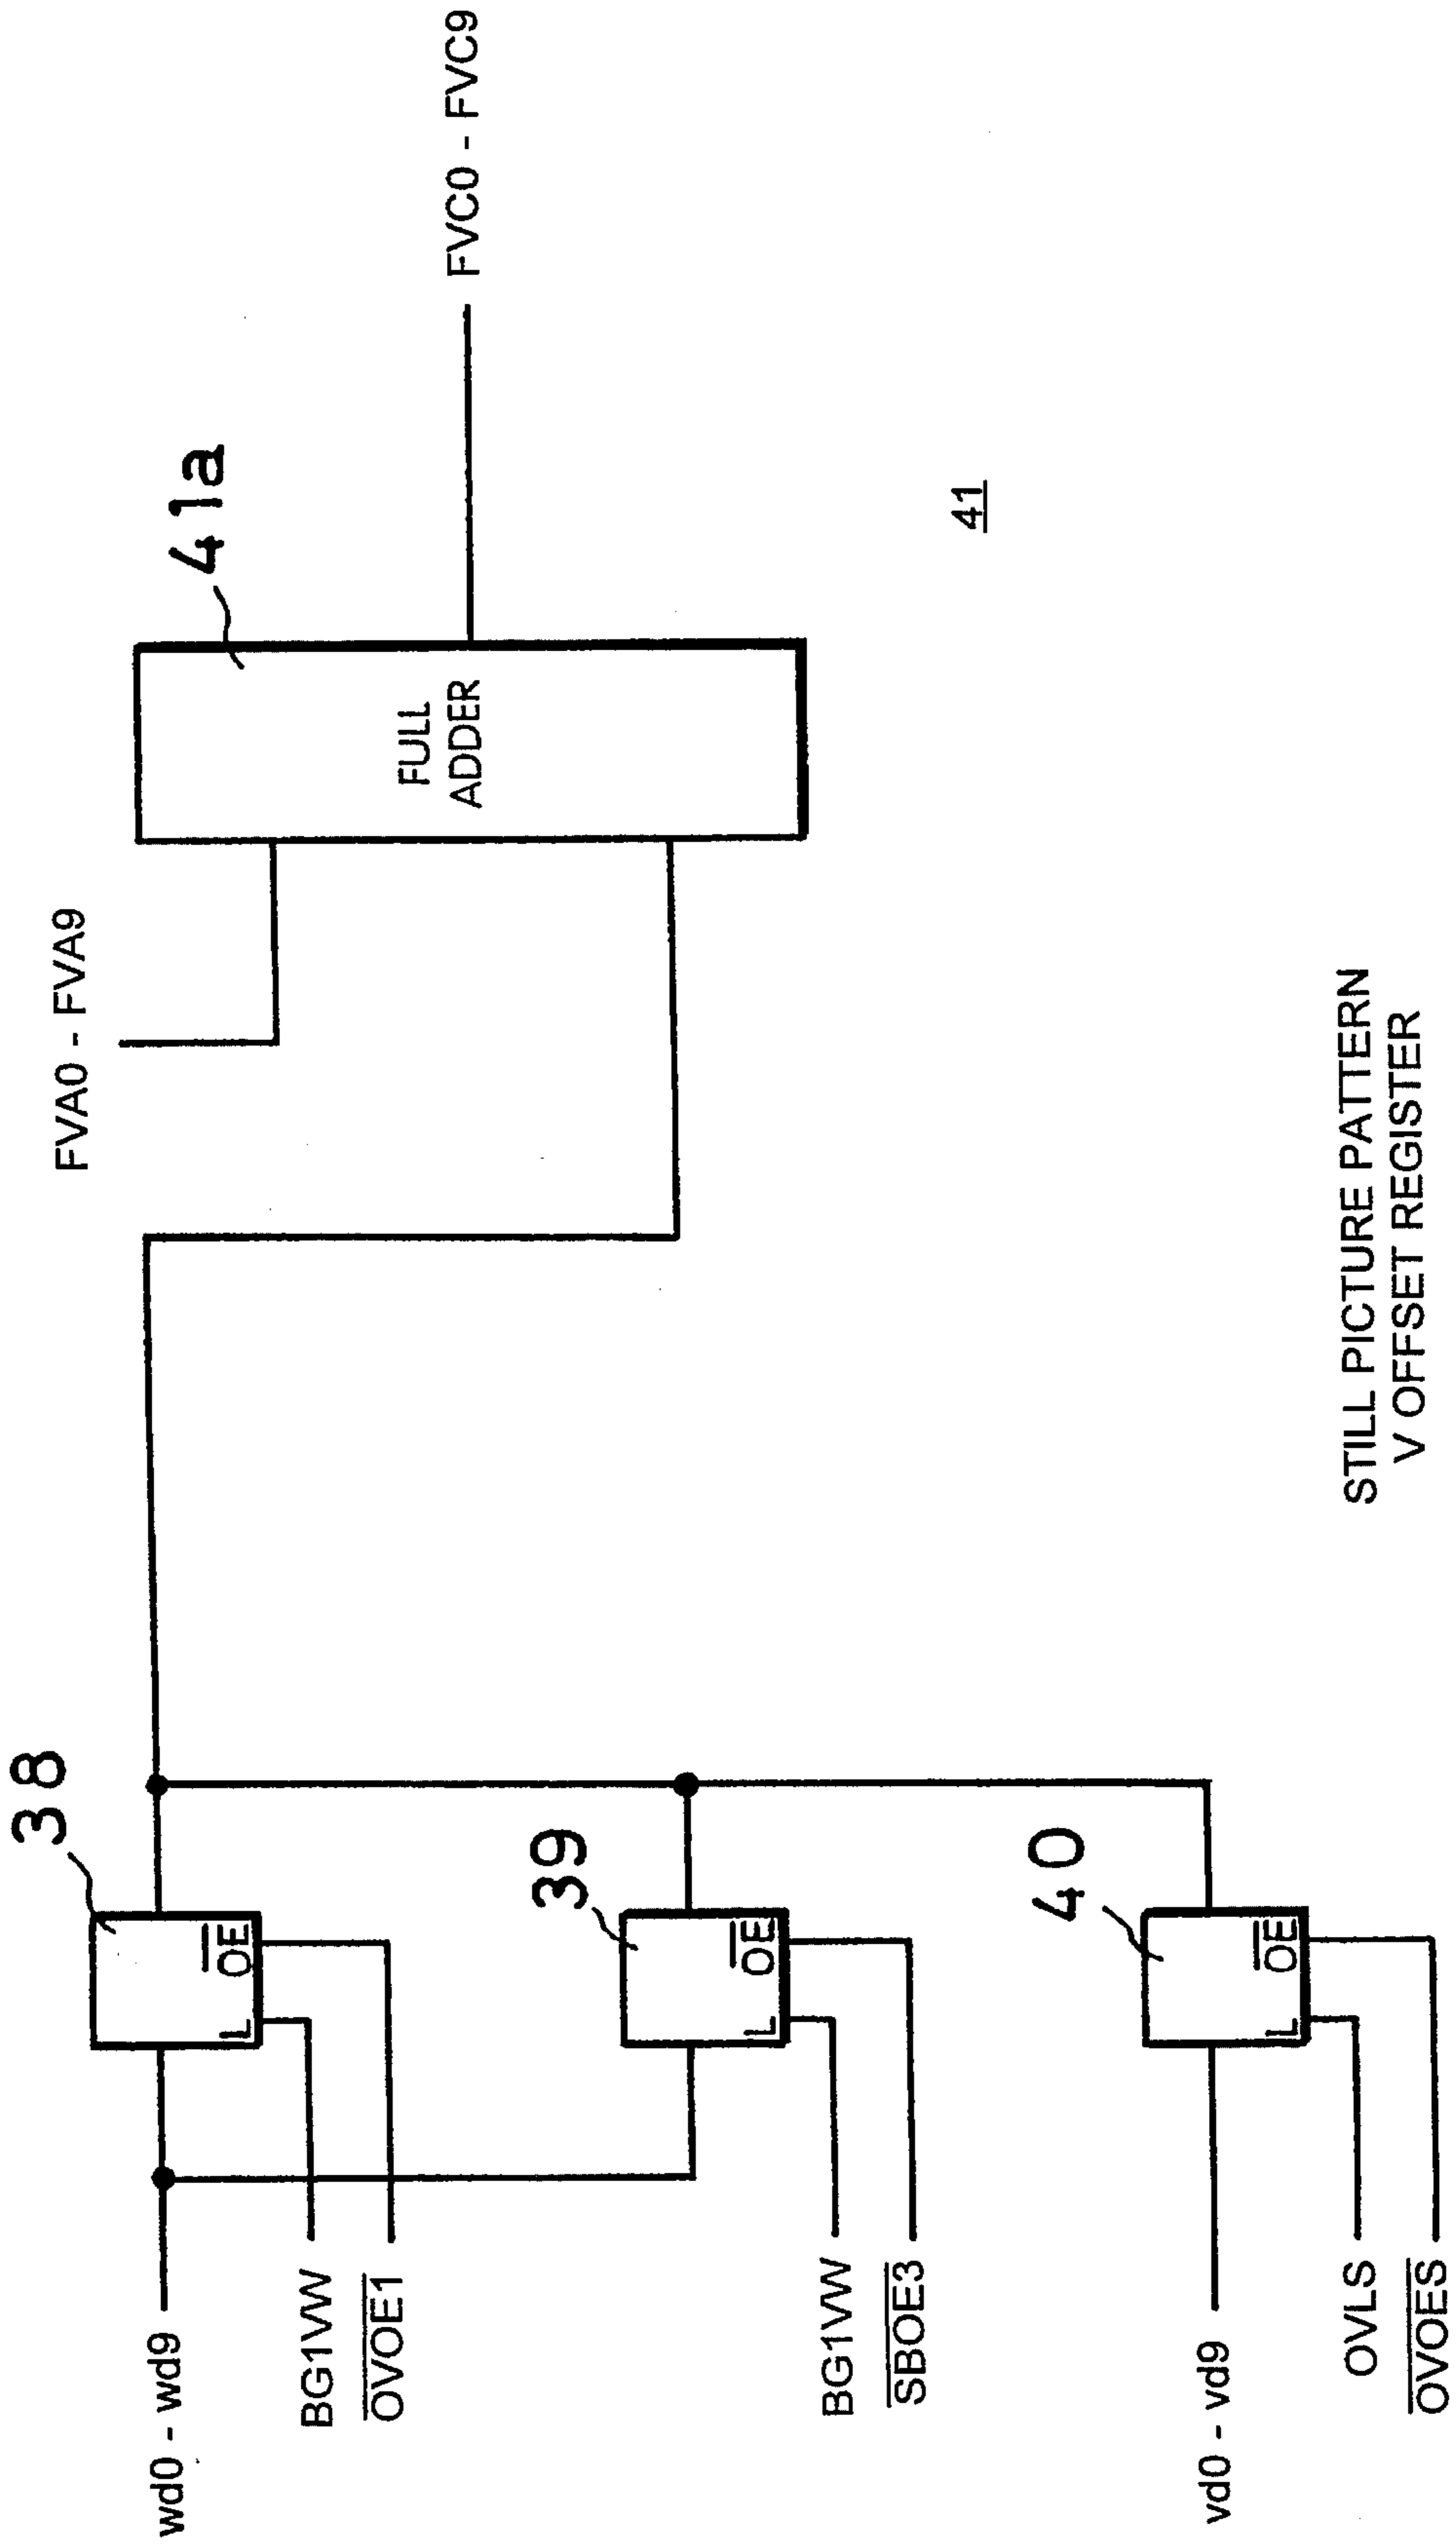 38
wd0 - wd9
L
OE
BG1VW
OVOE1
39
L
OE
BG1VW
SBOE3
40
vd0 - vd9
L
OE
OVLS
OVOES
FVA0 - FVA9
FULL
ADDER
41a
FVC0 - FVC9
41
STILL PICTURE PATTERN
V OFFSET REGISTER